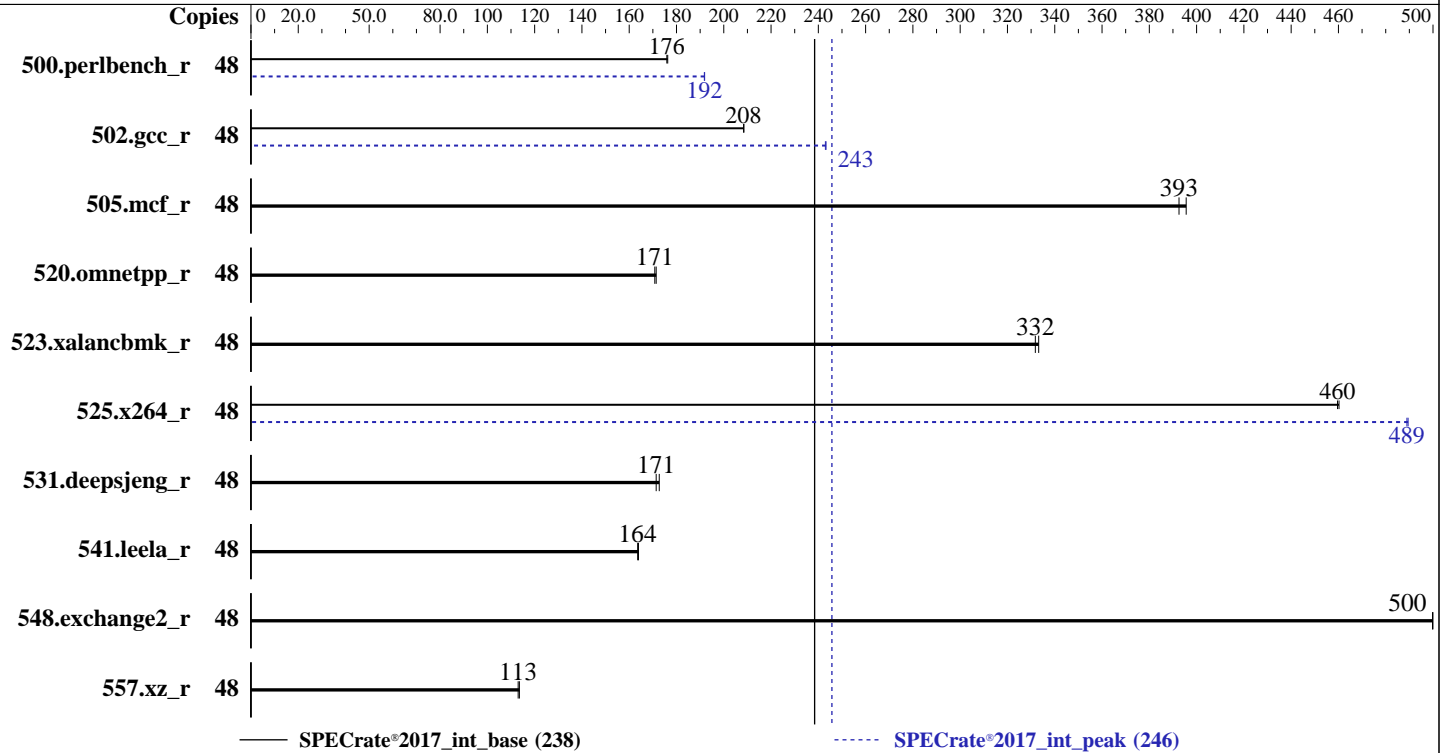 Copies 0 20.0 50.0 80.0 100 120 140 160 180 200 220 240 260 280 300 320 340 360 380 400 420 440 460 500
176
500.perlbench_r 48
192
208
502.gcc_r 48
243
393
505.mcf_r 48
171
520.omnetpp_r 48
332
523.xalancbmk_r 48
460
525.x264_r 48
489
171
531.deepsjeng_r 48
164
541.leela_r 48
500
548.exchange2_r 48
113
557.xz_r 48
SPECrate®2017_int_base (238) SPECrate®2017_int_peak (246)